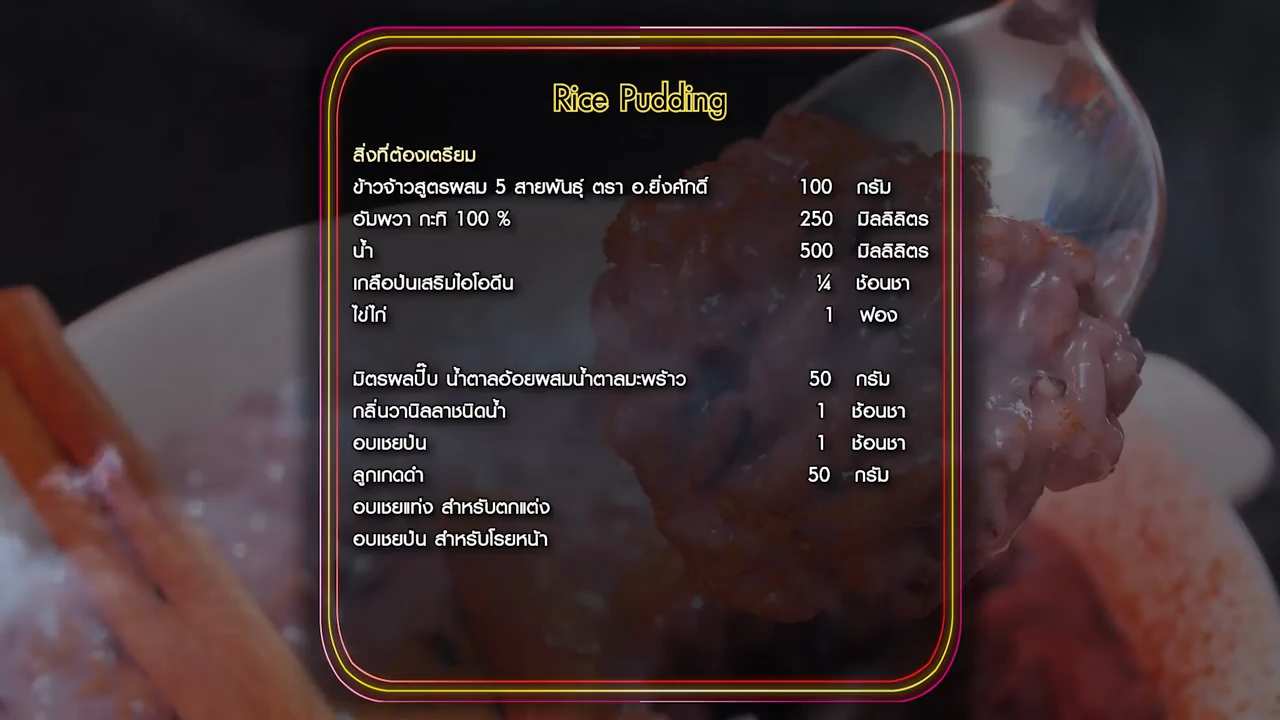 Rice Pudding
สิ่งที่ต้องเตรียม
ข้าวจ้าวสูตรผสม 5 สายพันธุ์ ตรา อ.ยิ่งศักดิ์ 100 กรัม
อัมพวา กะทิ 100 % 250 มิลลิลิตร
น้ำ 500 มิลลิลิตร
เกลือป่นเสริมไอโอดีน ¼ ช้อนชา
ไข่ไก่ 1 ฟอง
มิตรผลปี๊บ น้ำตาลอ้อยผสมน้ำตาลมะพร้าว 50 กรัม
กลิ่นวานิลลาชนิดน้ำ 1 ช้อนชา
อบเชยป่น 1 ช้อนชา
ลูกเกดดำ 50 กรัม
อบเชยแท่ง สำหรับตกแต่ง
อบเชยป่น สำหรับโรยหน้า